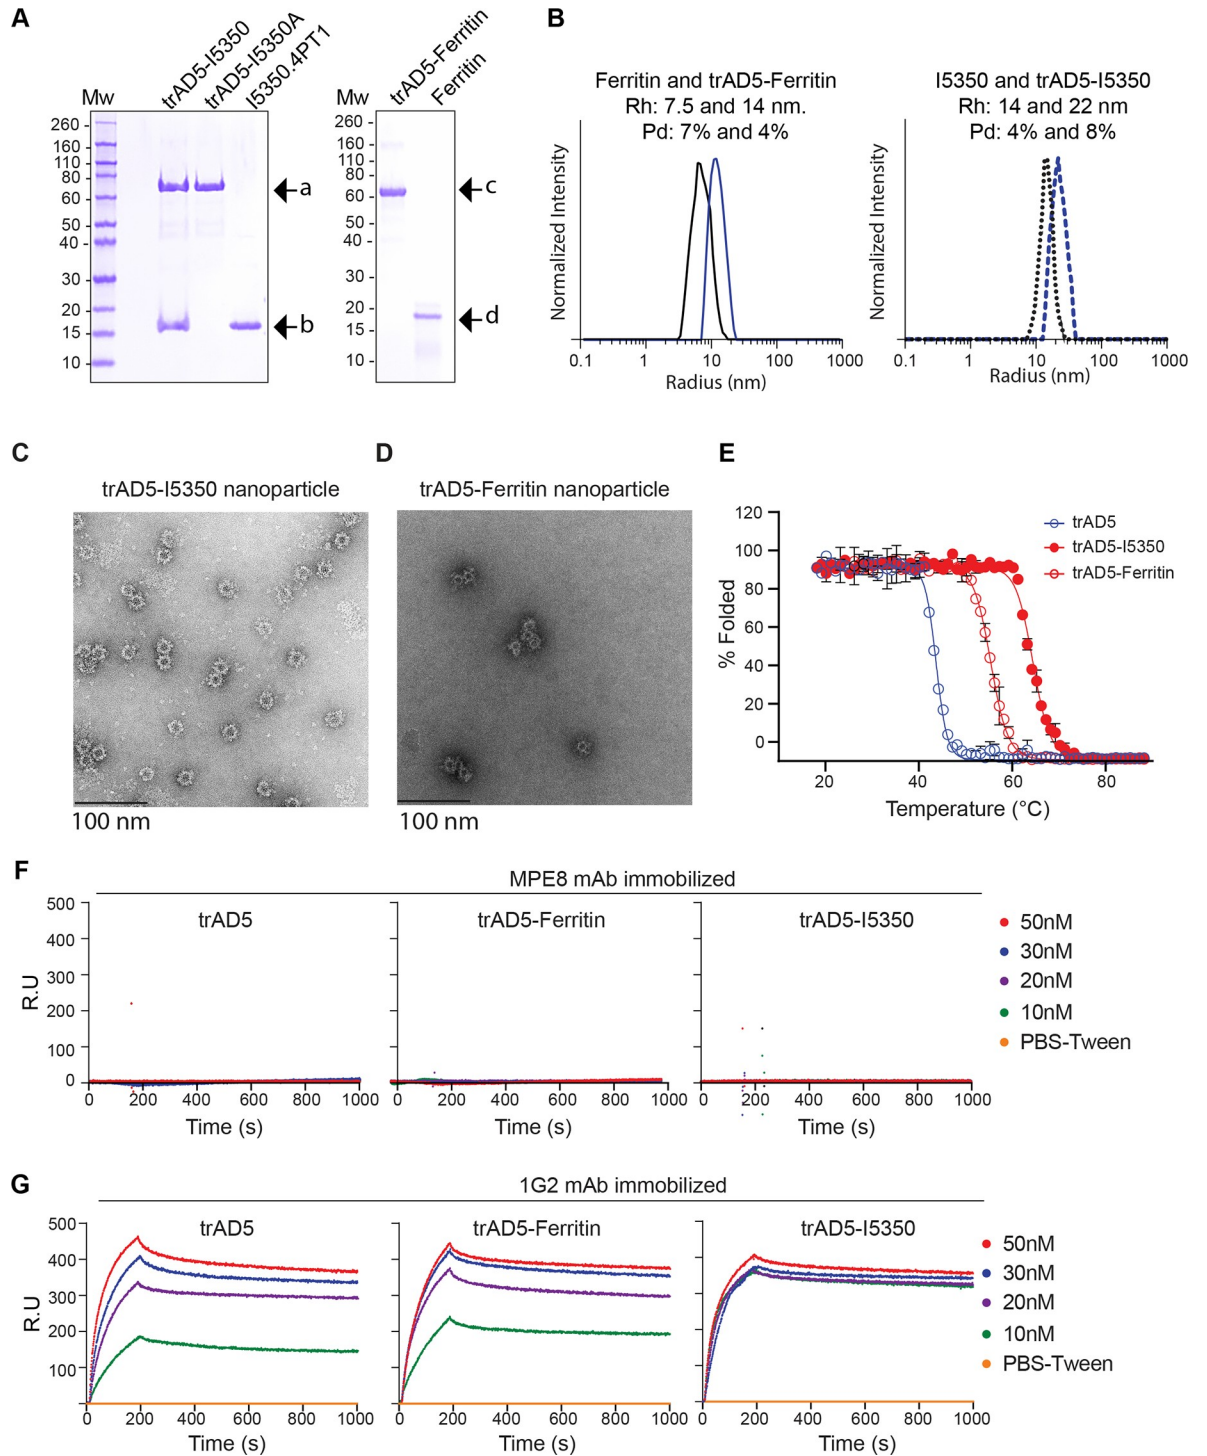 A
Mw
trAD5-I5350
trAD5-I5350A
I5350.4PT1
260
160
110
80
60
50
40
30
20
15
10
a
b
Mw
trAD5-Ferritin
Ferritin
260
160
110
80
60
50
40
30
20
15
10
c
d
B
Ferritin and trAD5-Ferritin
Rh: 7.5 and 14 nm.
Pd: 7% and 4%
Normalized Intensity
0.1 1 10 100 1000
Radius (nm)
I5350 and trAD5-I5350
Rh: 14 and 22 nm
Pd: 4% and 8%
Normalized Intensity
0.1 1 10 100 1000
Radius (nm)
C
trAD5-I5350 nanoparticle
100 nm
D
trAD5-Ferritin nanoparticle
100 nm
E
% Folded
120
100
80
60
40
20
0
20 40 60 80
Temperature (°C)
trAD5
trAD5-I5350
trAD5-Ferritin
F
MPE8 mAb immobilized
R.U
500
400
300
200
100
0
trAD5
0 200 400 600 800 1000
Time (s)
trAD5-Ferritin
0 200 400 600 800 1000
Time (s)
trAD5-I5350
0 200 400 600 800 1000
Time (s)
50nM
30nM
20nM
10nM
PBS-Tween
G
1G2 mAb immobilized
R.U
500
400
300
200
100
trAD5
0 200 400 600 800 1000
Time (s)
trAD5-Ferritin
0 200 400 600 800 1000
Time (s)
trAD5-I5350
0 200 400 600 800 1000
Time (s)
50nM
30nM
20nM
10nM
PBS-Tween